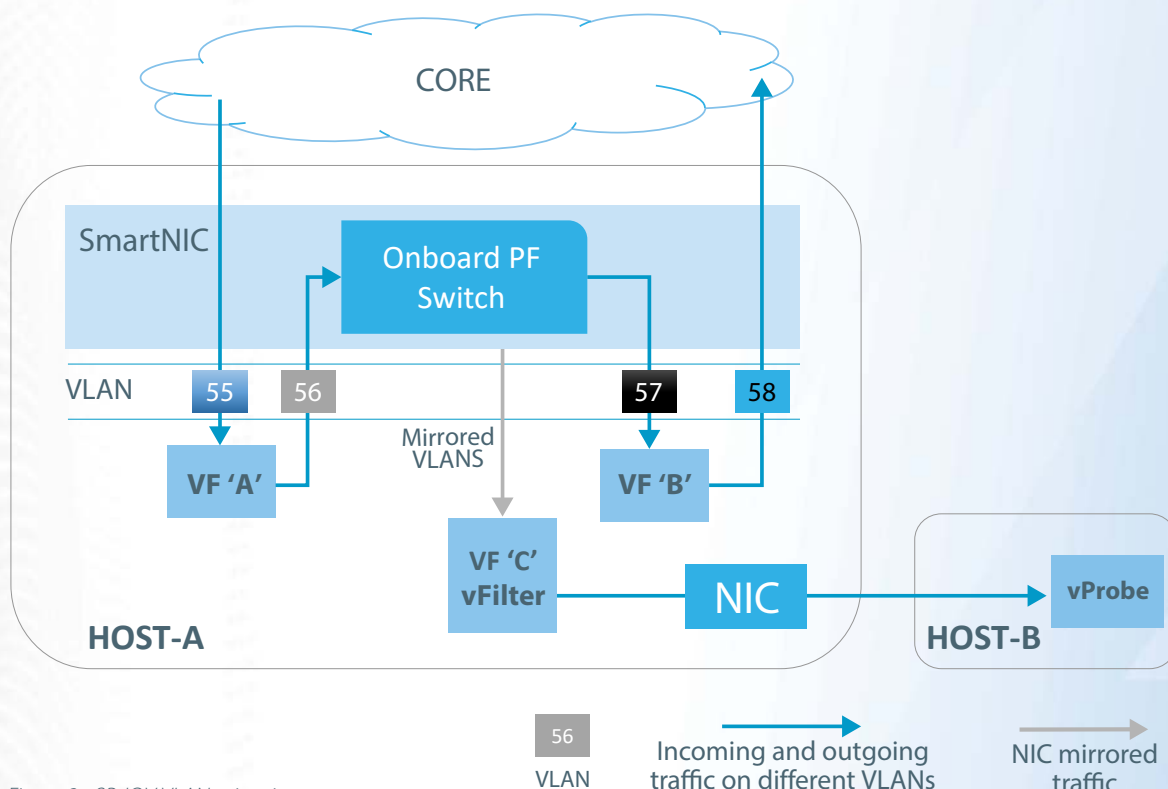 CORE
SmartNIC
Onboard PF
Switch
VLAN
55
56
57
58
Mirrored
VLANS
VF ‘A’
VF ‘B’
VF ‘C’
vFilter
NIC
vProbe
HOST-A
HOST-B
56
VLAN
Incoming and outgoing
traffic on different VLANs
NIC mirrored
traffic